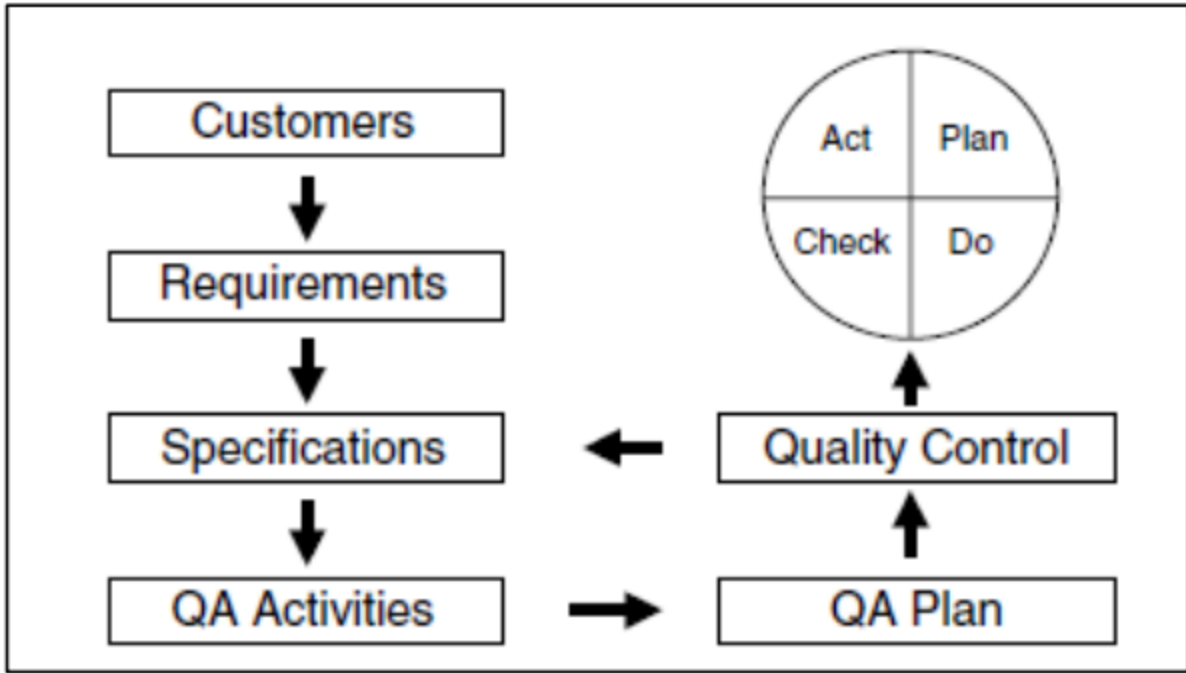 Customers
Requirements
Specifications
QA Activities
Act
Plan
Check
Do
Quality Control
QA Plan